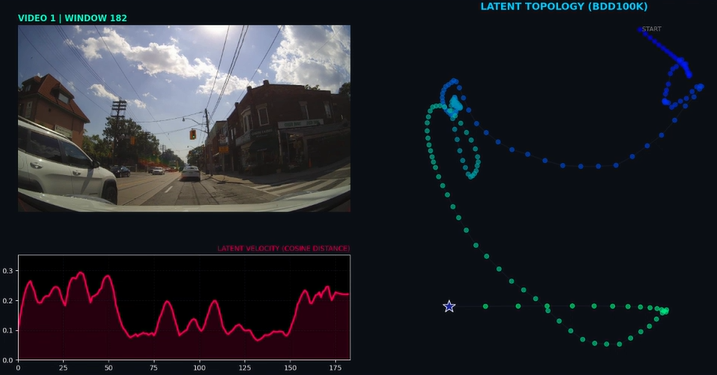 LATENT TOPOLOGY (BDD100K)
VIDEO 1 | WINDOW 182
START
LATENT VELOCITY (COSINE DISTANCE)
0.3
0.2
0.1
0.0
0 25 50 75 100 125 150 175